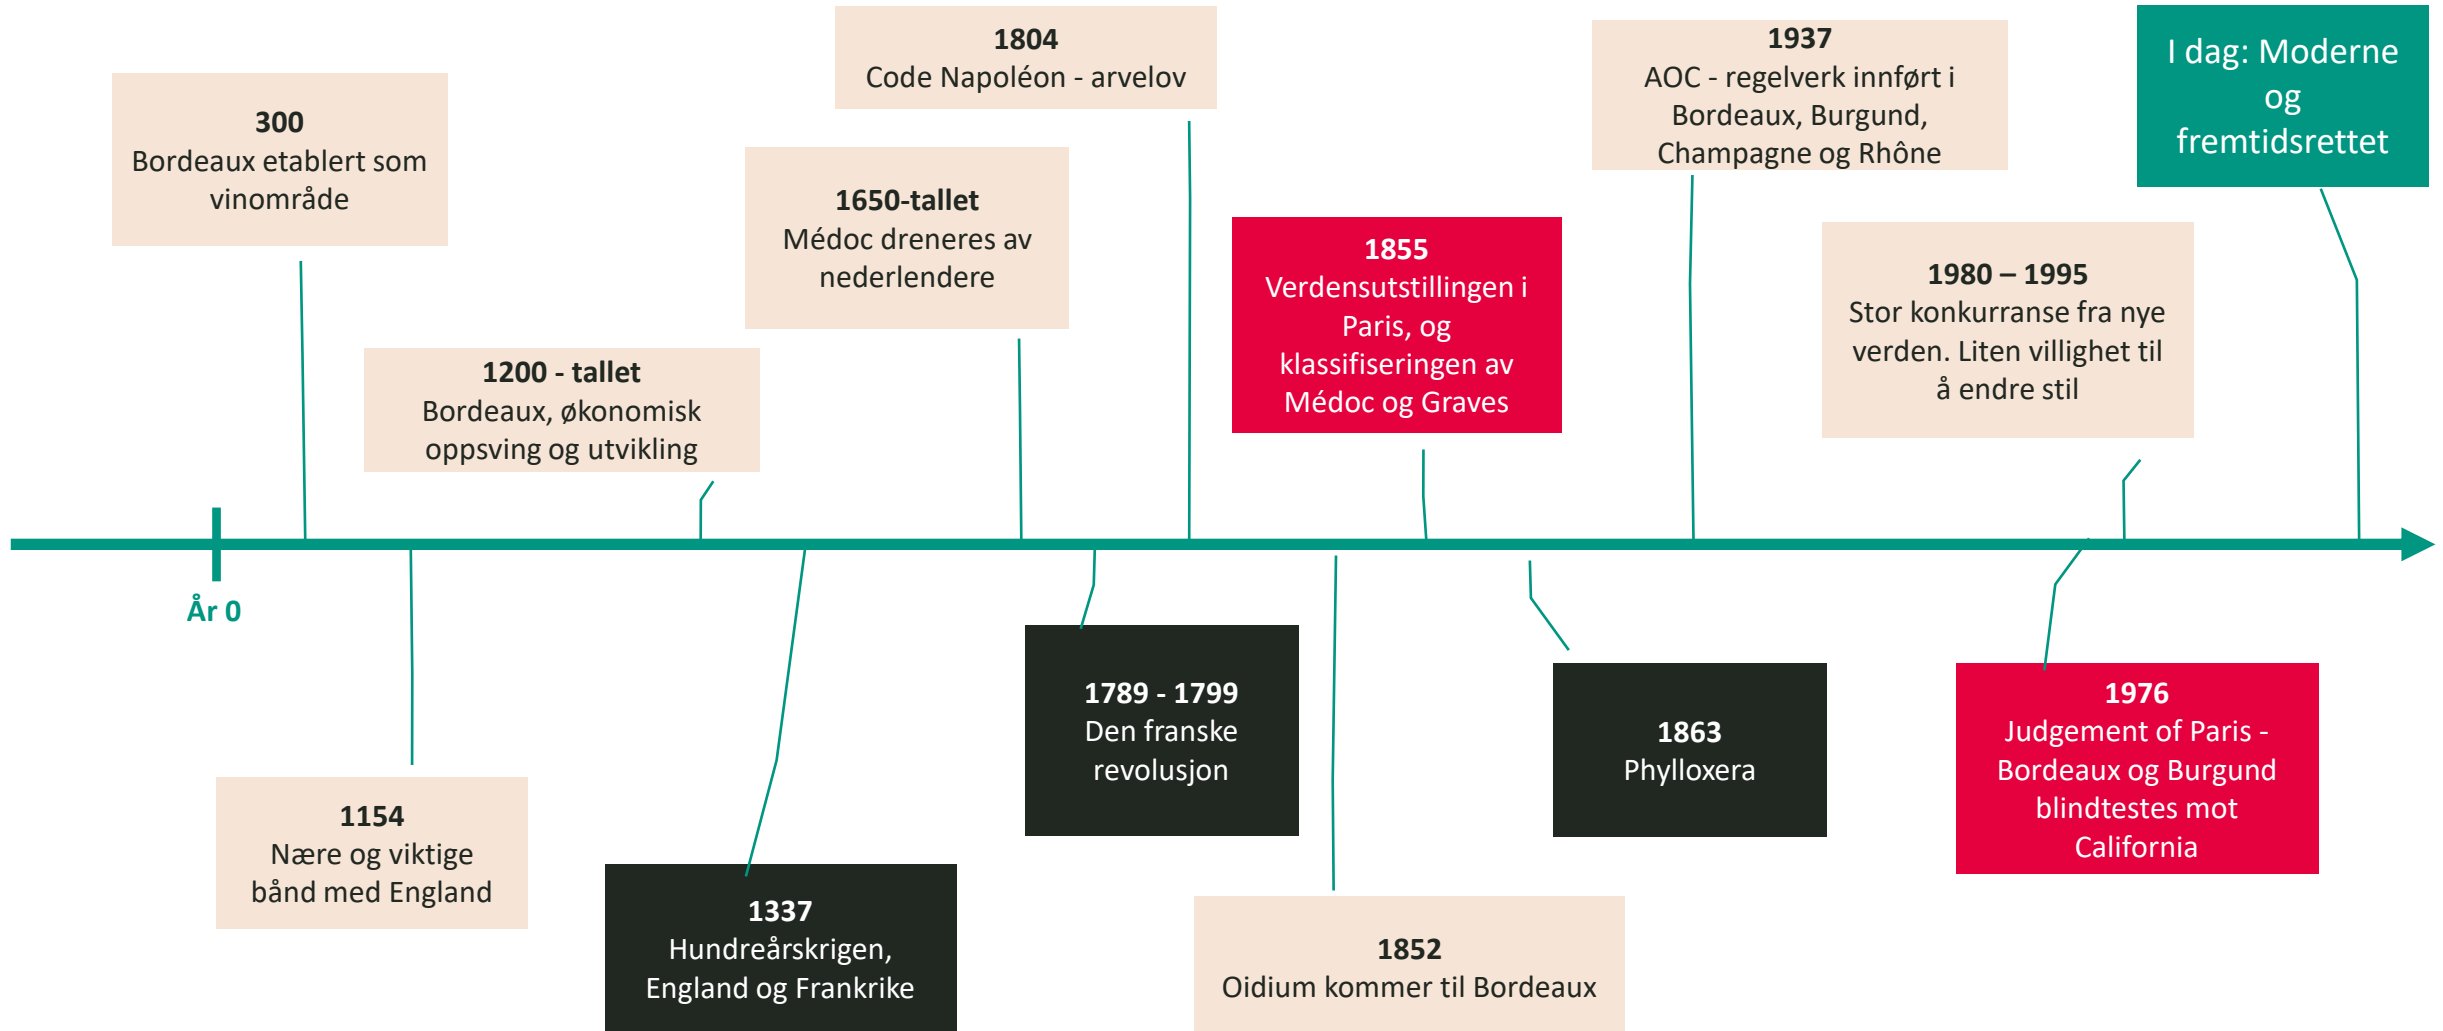 300
Bordeaux etablert som
vinområde
1200 - tallet
Bordeaux, økonomisk
oppsving og utvikling
1650-tallet
Médoc dreneres av
nederlendere
1804
Code Napoléon - arvelov
1855
Verdensutstillingen i
Paris, og
klassifiseringen av
Médoc og Graves
1937
AOC - regelverk innført i
Bordeaux, Burgund,
Champagne og Rhône
1980 – 1995
Stor konkurranse fra nye
verden. Liten villighet til
å endre stil
I dag: Moderne
og
fremtidsrettet
År 0
1154
Nære og viktige
bånd med England
1337
Hundreårskrigen,
England og Frankrike
1789 - 1799
Den franske
revolusjon
1852
Oidium kommer til Bordeaux
1863
Phylloxera
1976
Judgement of Paris -
Bordeaux og Burgund
blindtestes mot
California